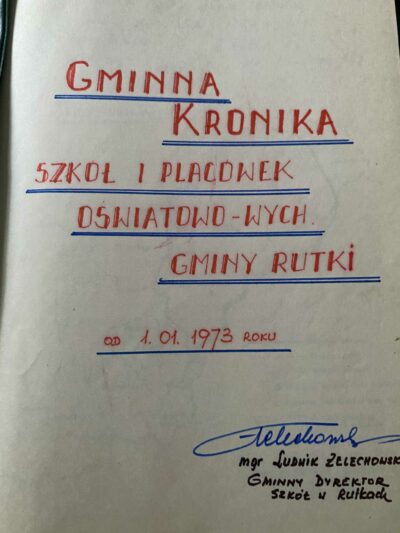 GMINNA
KRONIKA
SZKÓŁ I PLACÓWEK
OŚWIATOWO-WYCH.
GMINY RUTKI
OD 1.01.1973 ROKU
mgr LUDWIK ŻELECHOWSK
GMINNY DYREKTOR
SZKÓŁ w Rutkach